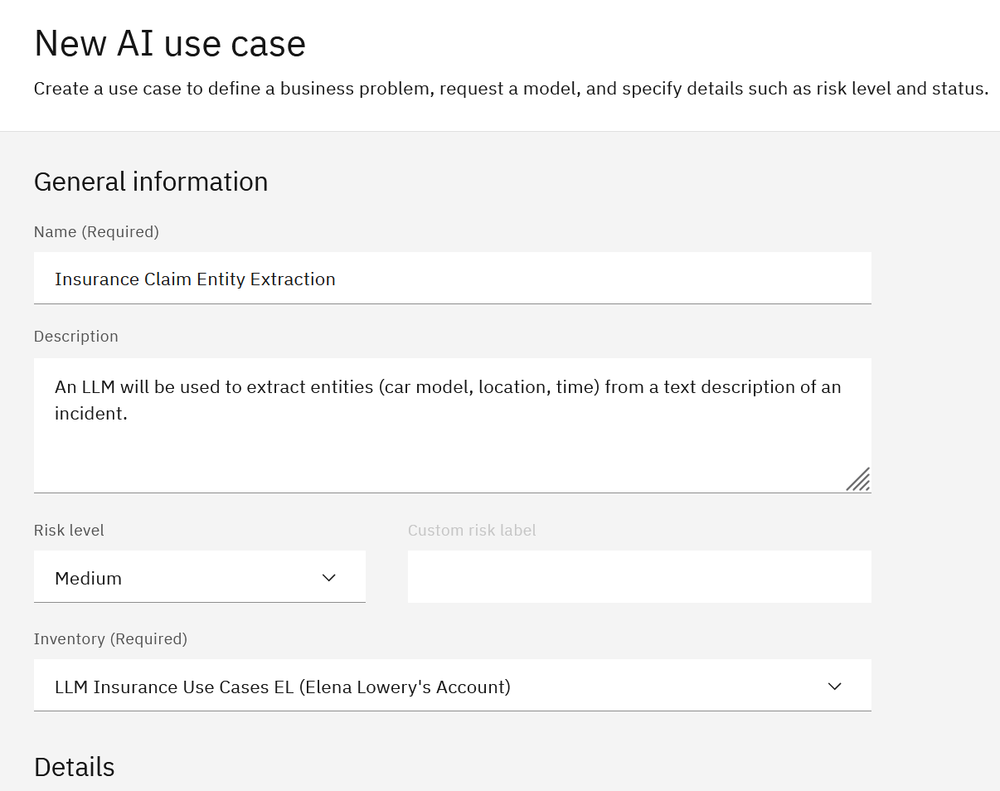 New AI use case
Create a use case to define a business problem, request a model, and specify details such as risk level and status.
General information
Name (Required)
Insurance Claim Entity Extraction
Description
An LLM will be used to extract entities (car model, location, time) from a text description of an
incident.
Risk level
Custom risk label
Medium
Inventory (Required)
LLM Insurance Use Cases EL (Elena Lowery's Account)
Details